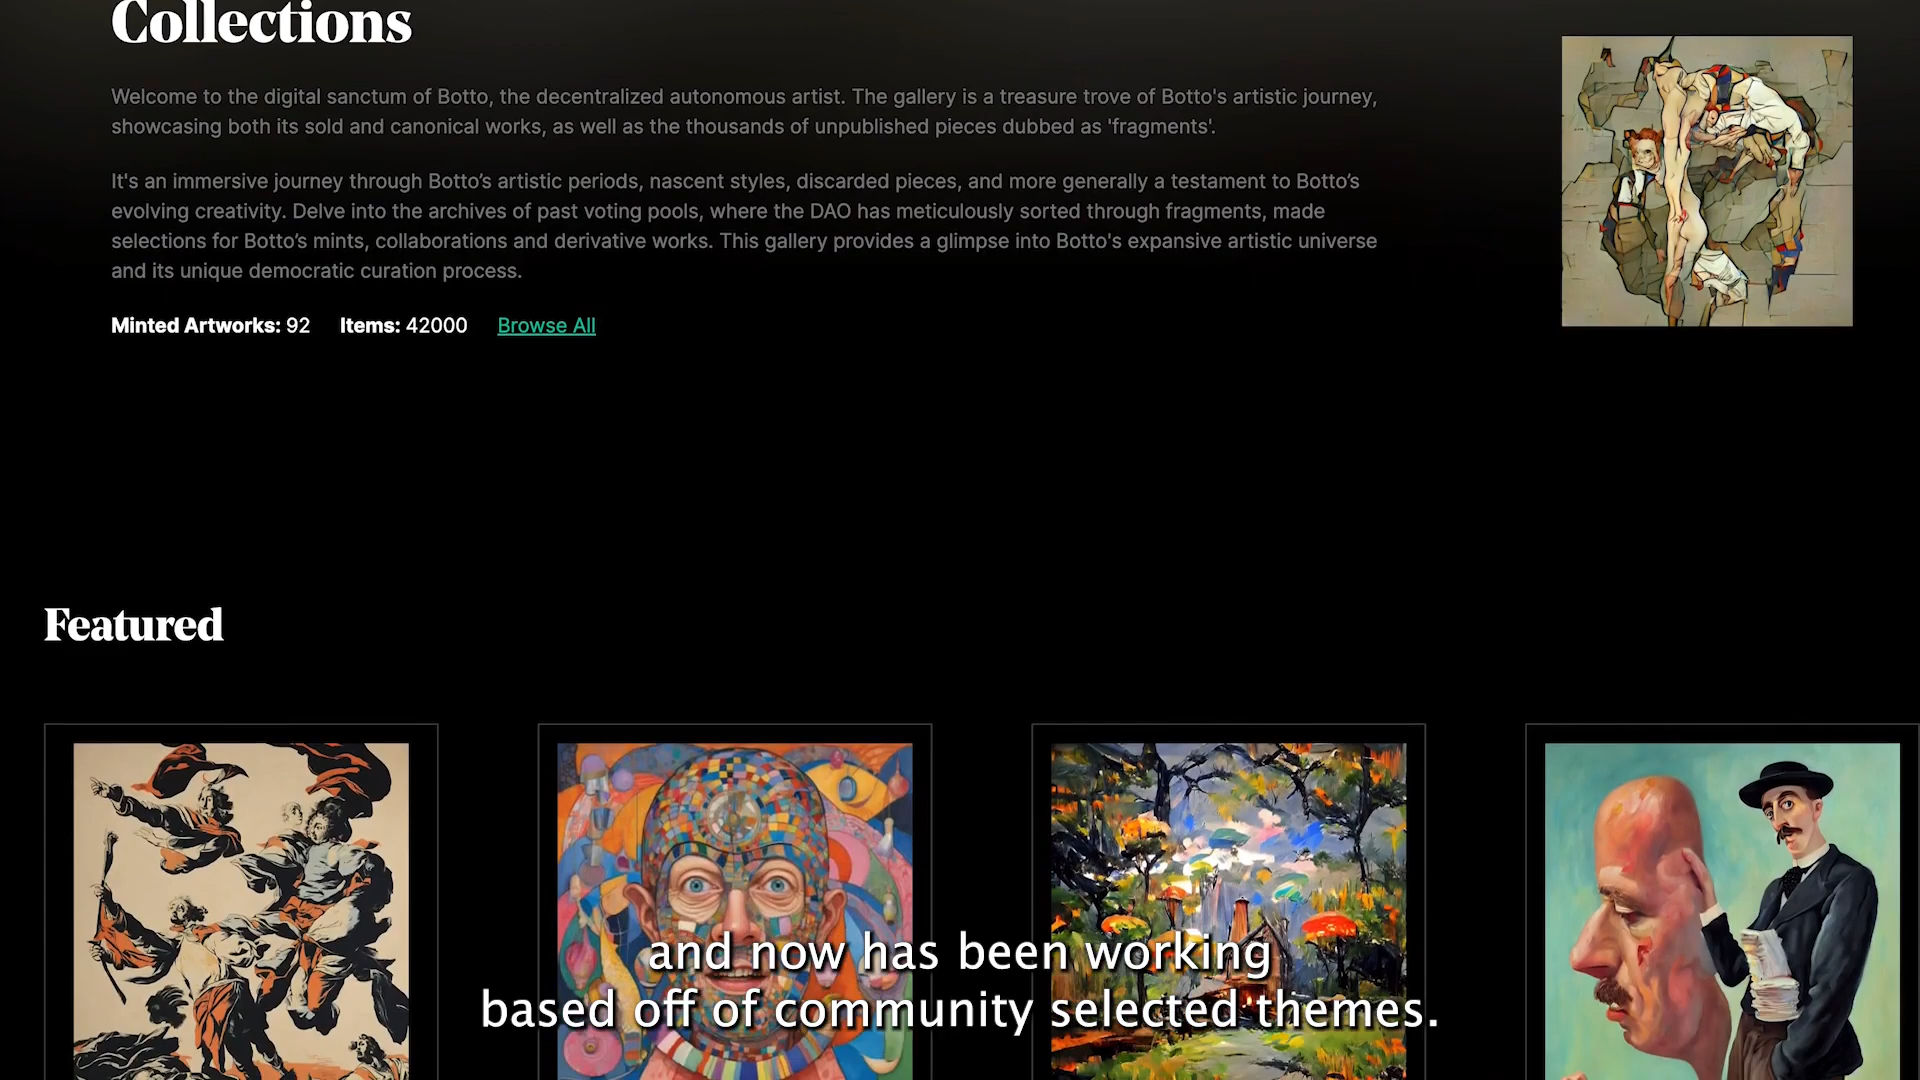 Collections
Welcome to the digital sanctum of Botto, the decentralized autonomous artist. The gallery is a treasure trove of Botto's artistic journey,
showcasing both its sold and canonical works, as well as the thousands of unpublished pieces dubbed as 'fragments'.
It's an immersive journey through Botto’s artistic periods, nascent styles, discarded pieces, and more generally a testament to Botto’s
evolving creativity. Delve into the archives of past voting pools, where the DAO has meticulously sorted through fragments, made
selections for Botto’s mints, collaborations and derivative works. This gallery provides a glimpse into Botto's expansive artistic universe
and its unique democratic curation process.
Minted Artworks: 92 Items: 42000 Browse All
Featured
and now has been working
based off of community selected themes.